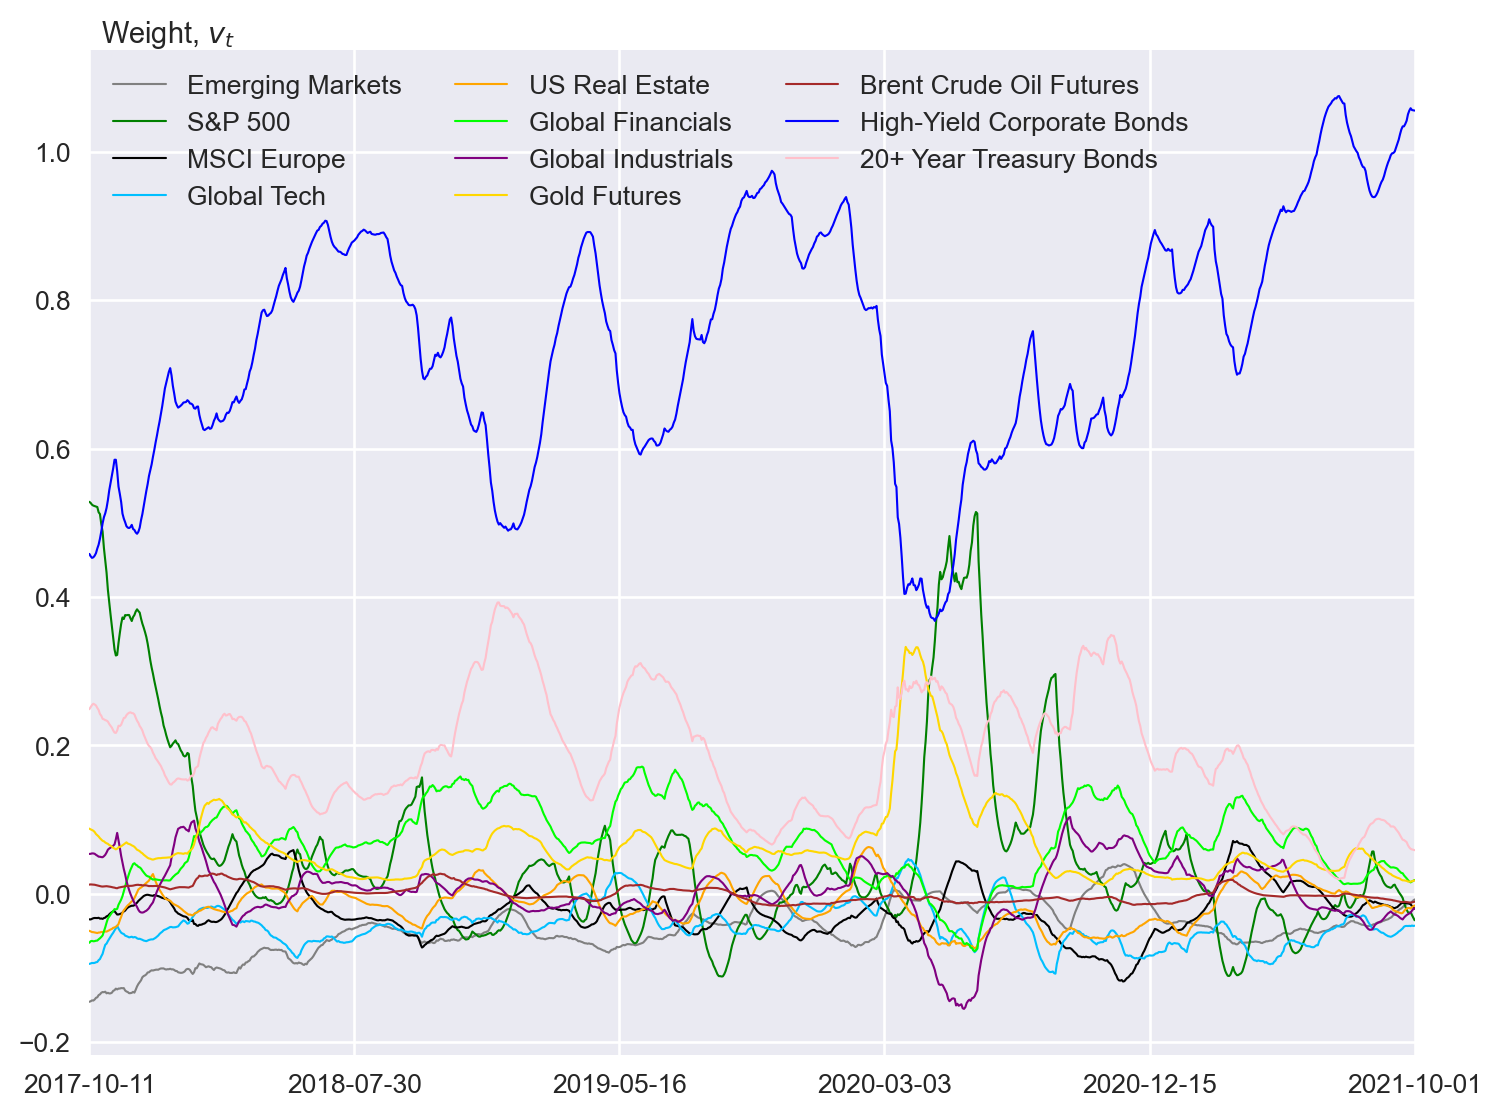 Weight, v_t
Emerging Markets
S&P 500
MSCI Europe
Global Tech
US Real Estate
Global Financials
Global Industrials
Gold Futures
Brent Crude Oil Futures
High-Yield Corporate Bonds
20+ Year Treasury Bonds
1.0
0.8
0.6
0.4
0.2
0.0
−0.2
2017-10-11 2018-07-30 2019-05-16 2020-03-03 2020-12-15 2021-10-01